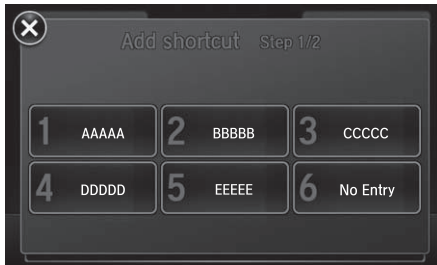 Add shortcut Step 1/2
1 AAAAA 2 BBBBB 3 CCCCC
4 DDDDD 5 EEEEE 6 No Entry